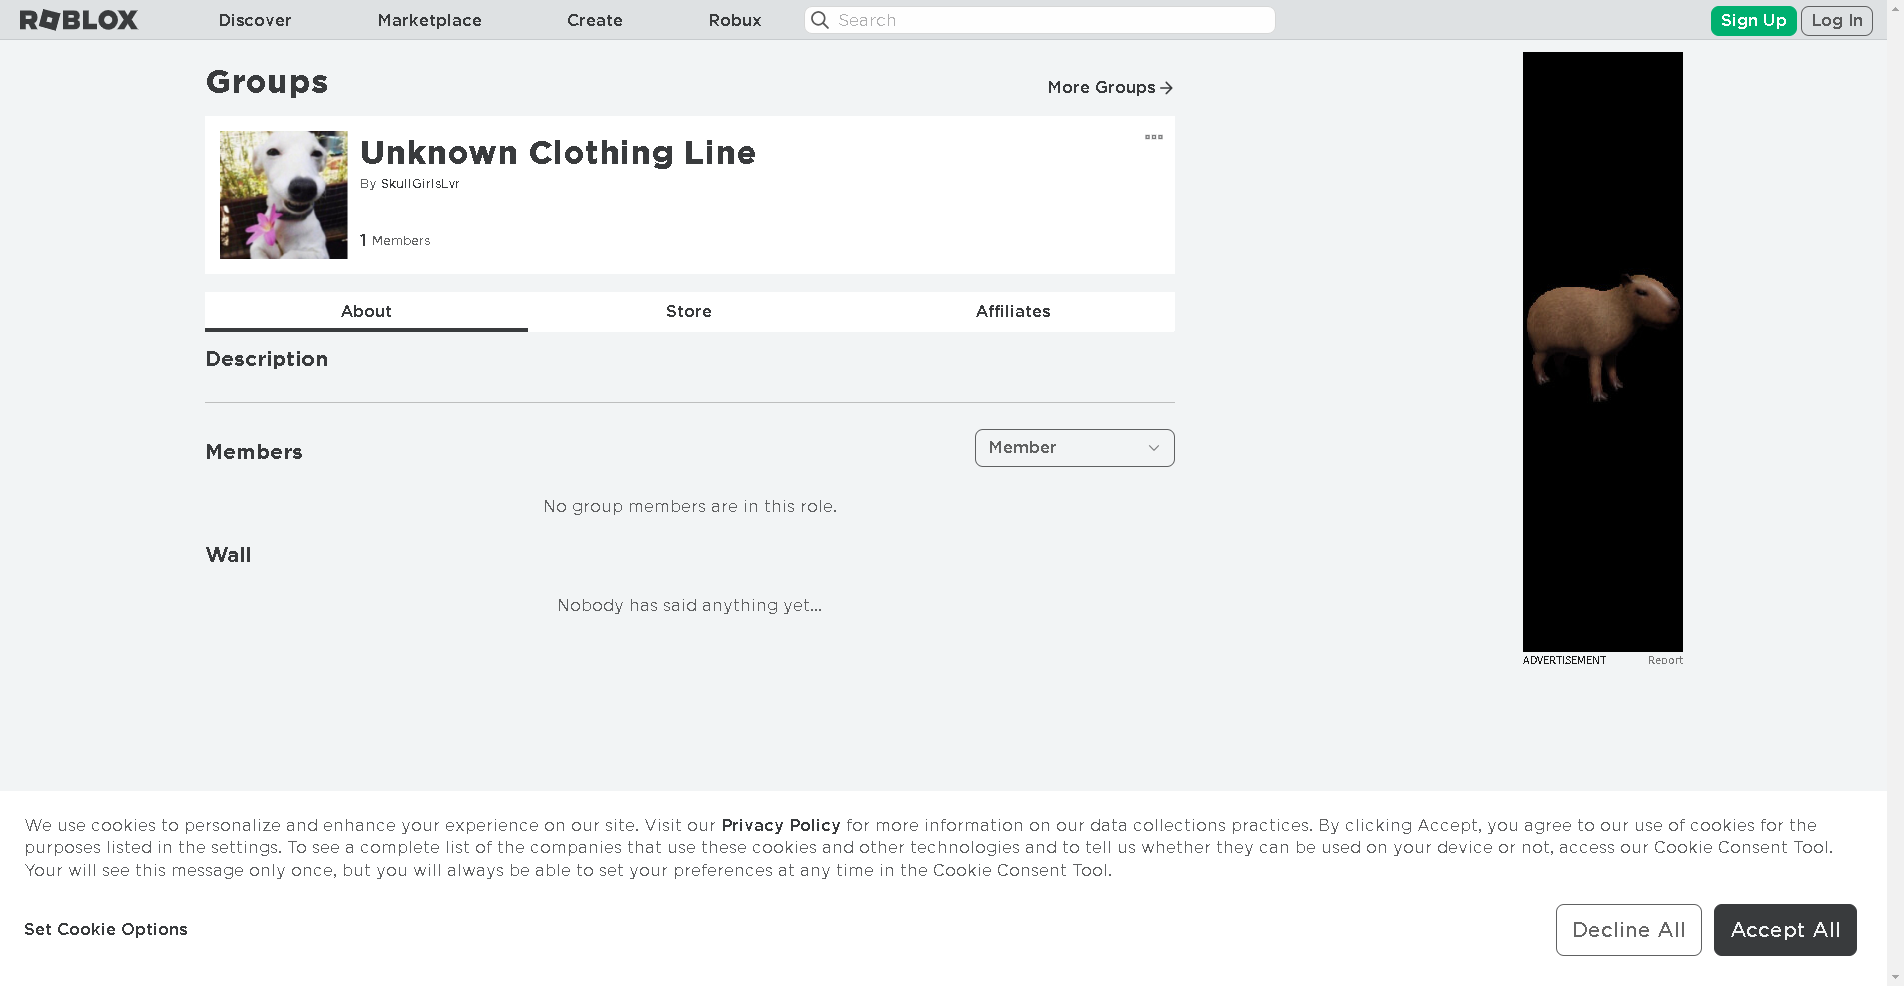 ROBLOX
Discover
Marketplace
Create
Robux
Search
Sign Up
Log In
Groups
More Groups
Unknown Clothing Line
By SkullGirlsLvr
1 Members
About
Store
Affiliates
Description
Members
Member
No group members are in this role.
Wall
Nobody has said anything yet...
ADVERTISEMENT
Report
We use cookies to personalize and enhance your experience on our site. Visit our Privacy Policy for more information on our data collections practices. By clicking Accept, you agree to our use of cookies for the
purposes listed in the settings. To see a complete list of the companies that use these cookies and other technologies and to tell us whether they can be used on your device or not, access our Cookie Consent Tool.
Your will see this message only once, but you will always be able to set your preferences at any time in the Cookie Consent Tool.
Set Cookie Options
Decline All
Accept All